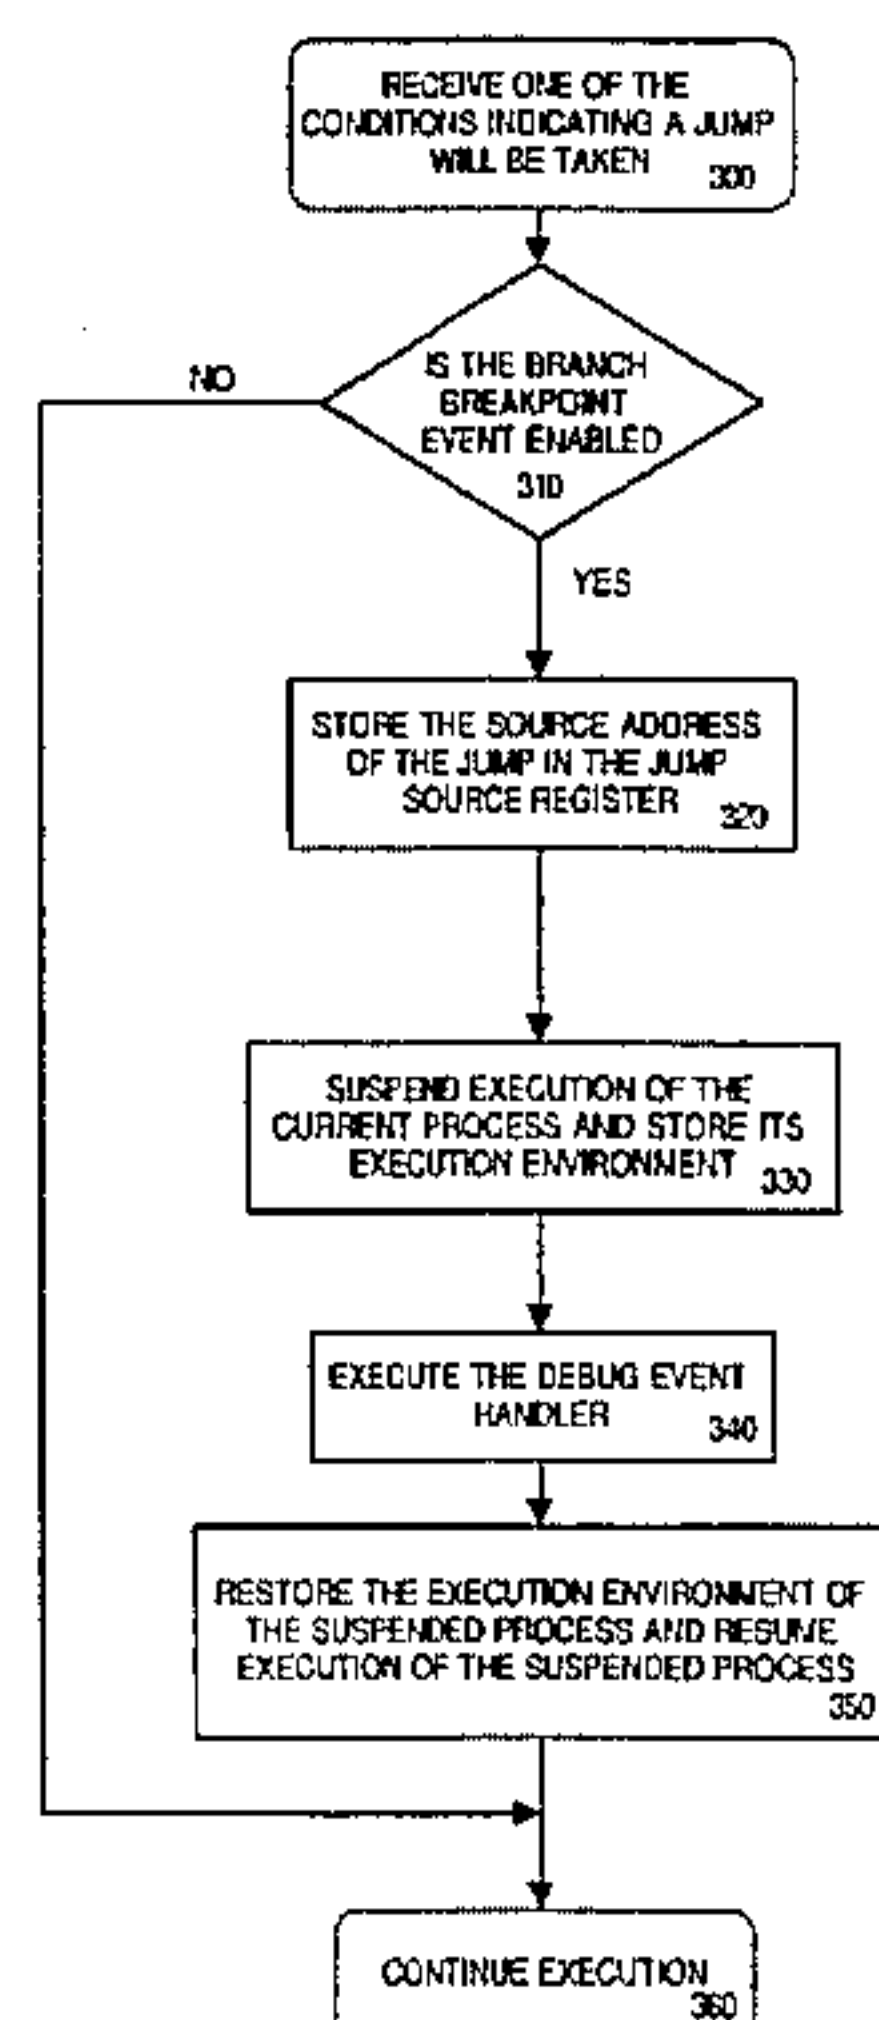 RECEIVE ONE OF THE
CONDITIONS INDICATING A JUMP
WILL BE TAKEN
300
IS THE BRANCH
BREAKPOINT
EVENT ENABLED
310
NO
YES
STORE THE SOURCE ADDRESS
OF THE JUMP IN THE JUMP
SOURCE REGISTER
320
SUSPEND EXECUTION OF THE
CURRENT PROCESS AND STORE ITS
EXECUTION ENVIRONMENT
330
EXECUTE THE DEBUG EVENT
HANDLER
340
RESTORE THE EXECUTION ENVIRONMENT OF
THE SUSPENDED PROCESS AND RESUME
EXECUTION OF THE SUSPENDED PROCESS
350
CONTINUE EXECUTION
360